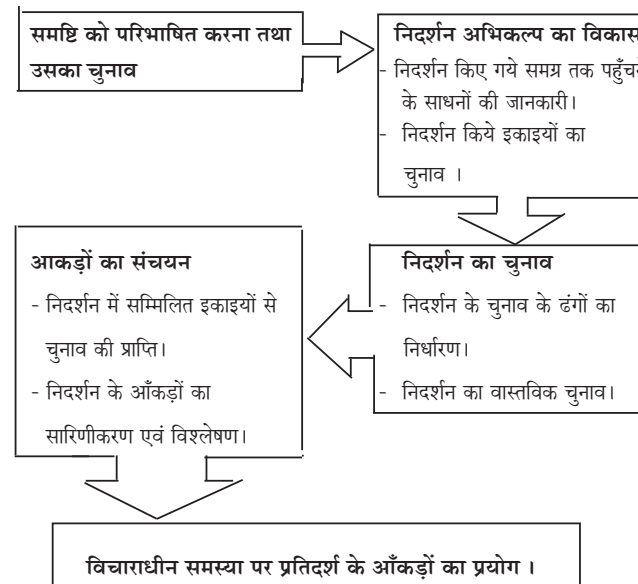 समष्टि को परिभाषित करना तथा
उसका चुनाव
निदर्शन अभिकल्प का विकास
- निदर्शन किए गये समग्र तक
के साधनों की जानकारी।
- निदर्शन किये इकाइयों का
चुनाव ।
निदर्शन का चुनाव
- निदर्शन के चुनाव के ढंगों का
निर्धारण।
- निदर्शन का वास्तविक चुनाव।
आकड़ों का संचयन
- निदर्शन में सम्मिलित इकाइयों से
चुनाव की प्राप्ति।
- निदर्शन के आँकड़ों का
सारिणीकरण एवं विश्लेषण।
विचाराधीन समस्या पर प्रतिदर्श के आँकड़ों का प्रयोग ।